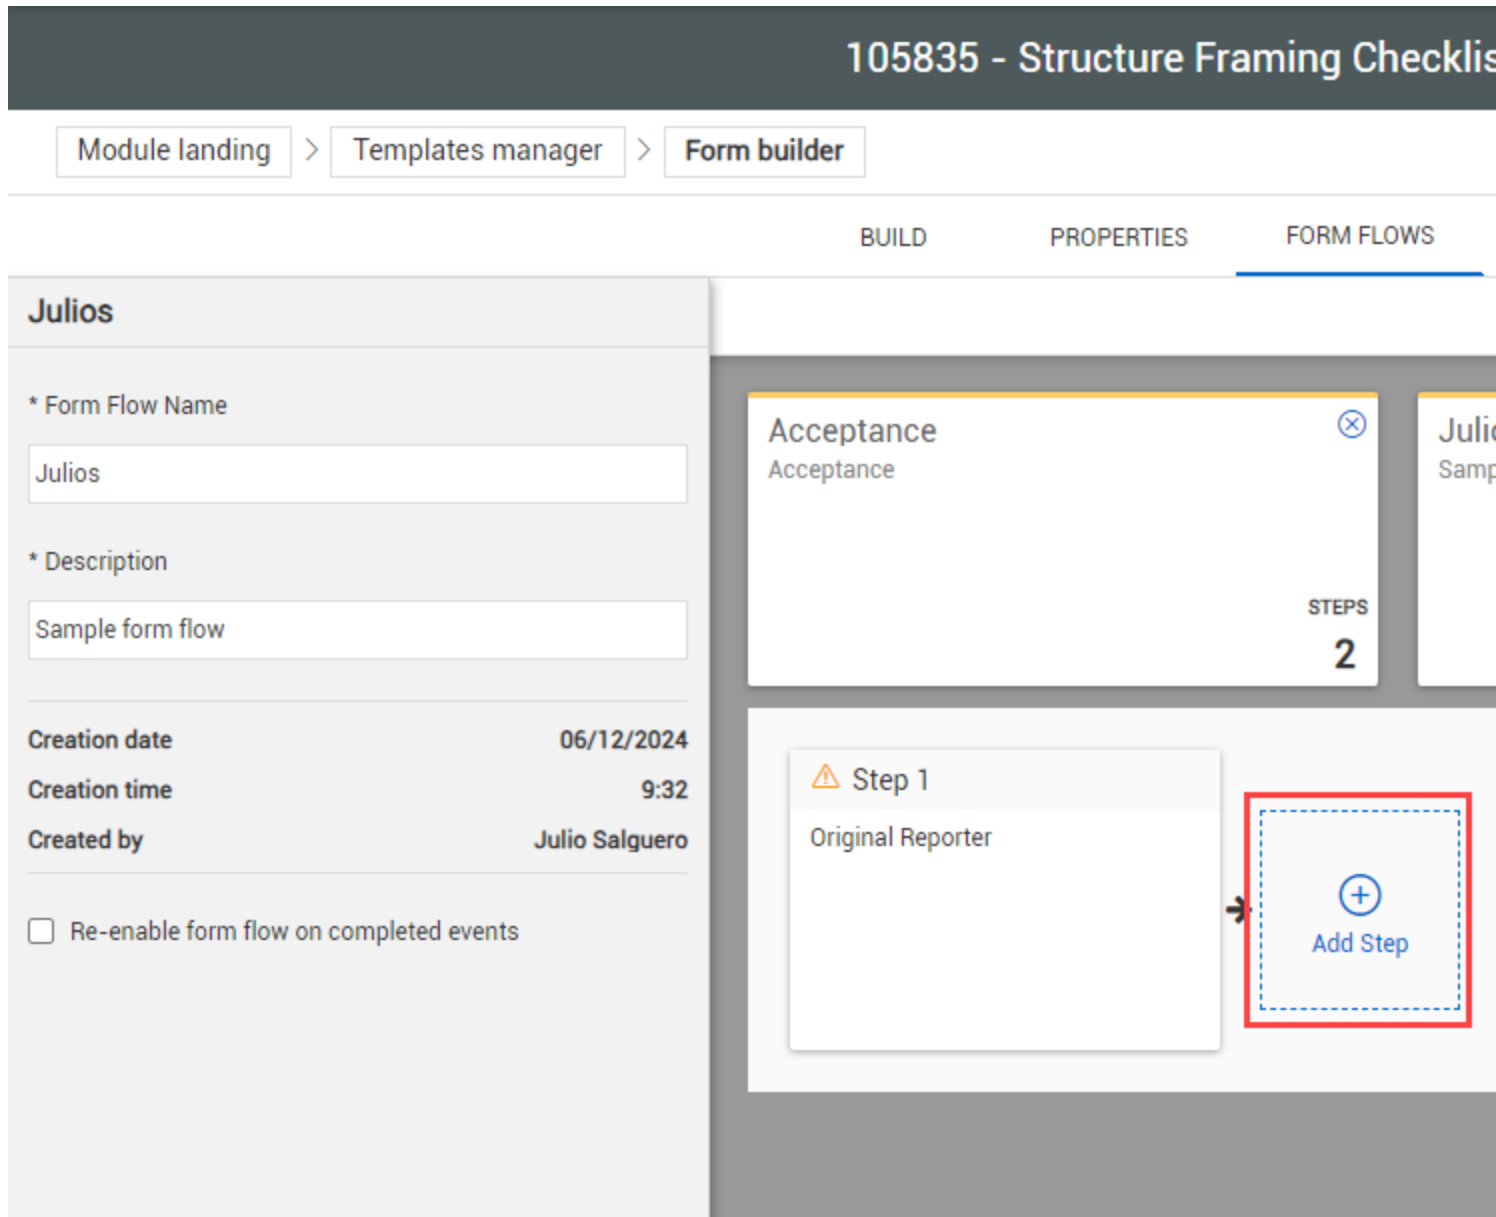 105835 - Structure Framing Checklis
Module landing > Templates manager > Form builder
BUILD PROPERTIES FORM FLOWS
Julios
* Form Flow Name
Julios
* Description
Sample form flow
Creation date 06/12/2024
Creation time 9:32
Created by Julio Salguero
Re-enable form flow on completed events
Acceptance
Acceptance
STEPS
2
Juli
Samp
Step 1
Original Reporter
Add Step